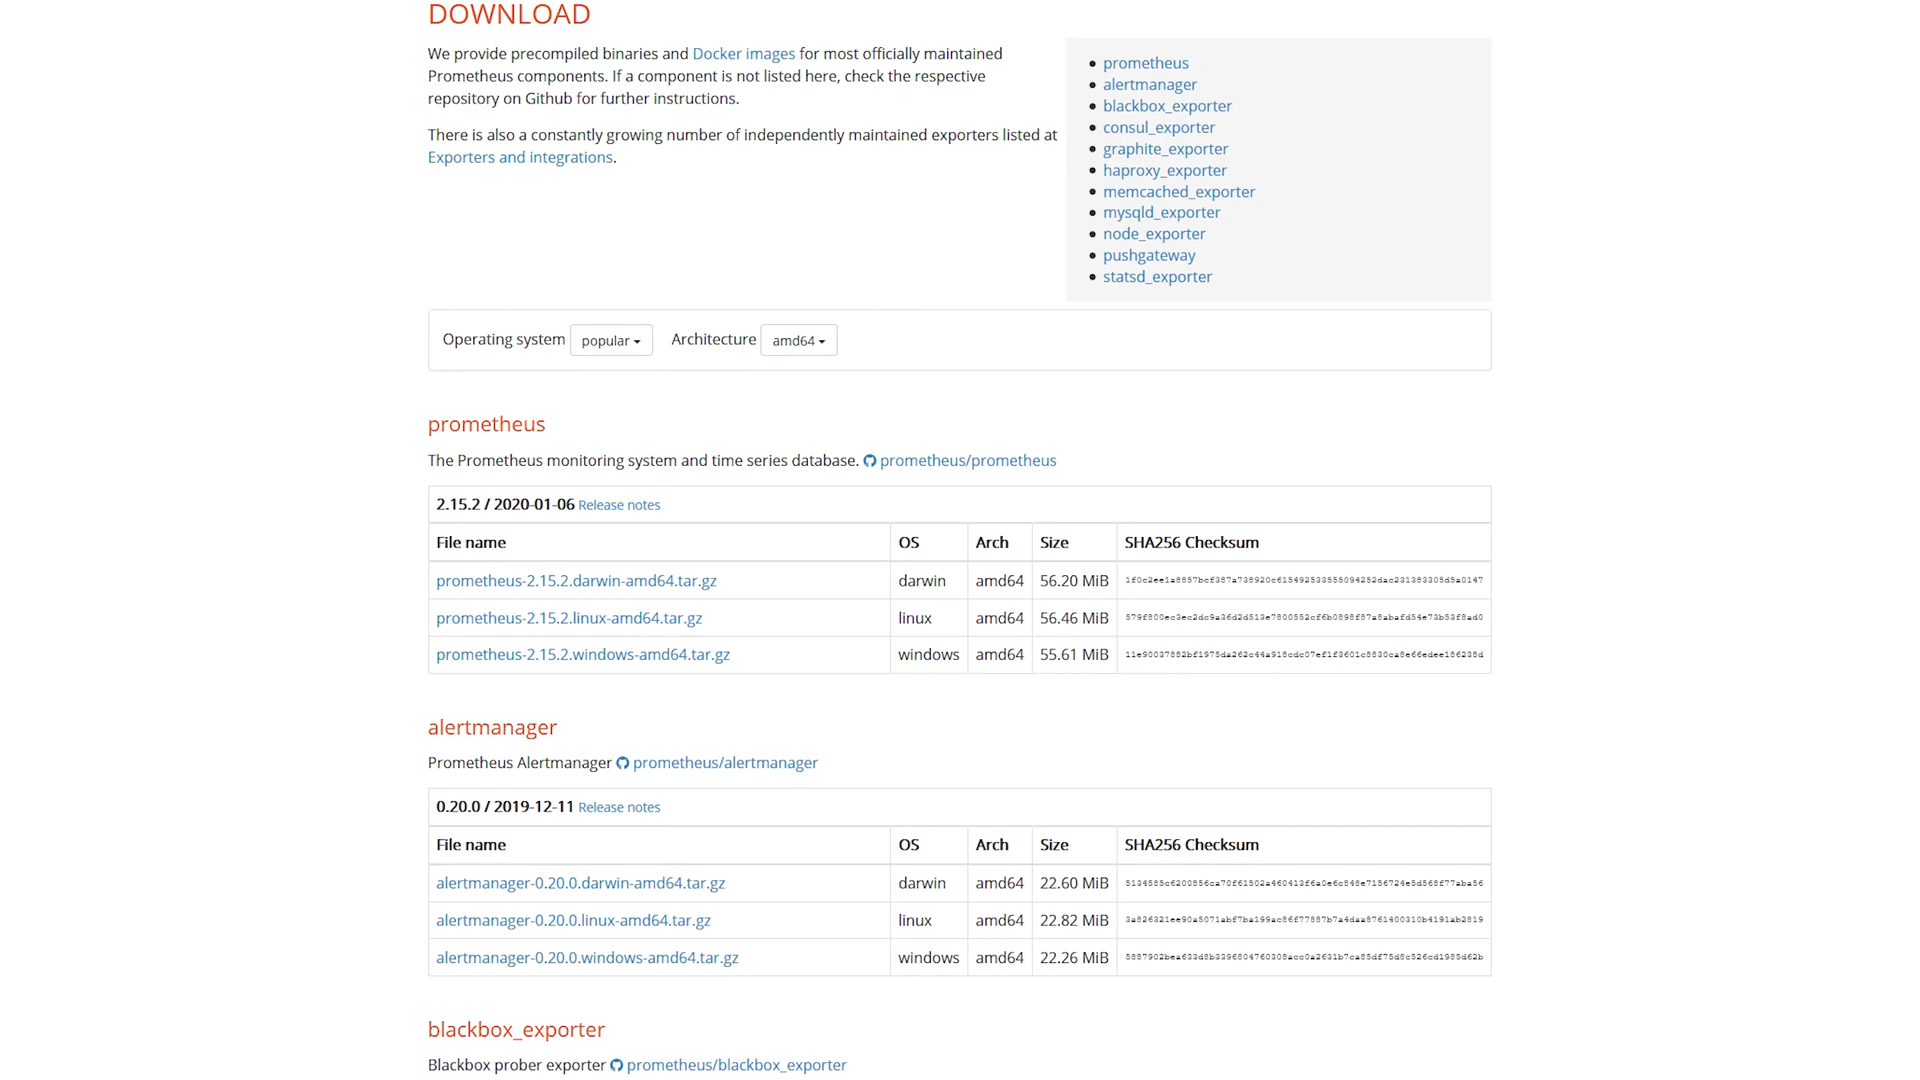 DOWNLOAD
We provide precompiled binaries and Docker images for most officially maintained
Prometheus components. If a component is not listed here, check the respective
repository on Github for further instructions.
There is also a constantly growing number of independently maintained exporters listed at
Exporters and integrations.
prometheus
alertmanager
blackbox_exporter
consul_exporter
graphite_exporter
haproxy_exporter
memcached_exporter
mysqld_exporter
node_exporter
pushgateway
statsd_exporter
Operating system popular Architecture amd64
prometheus
The Prometheus monitoring system and time series database. prometheus/prometheus
2.15.2 / 2020-01-06 Release notes
File name OS Arch Size SHA256 Checksum
prometheus-2.15.2.darwin-amd64.tar.gz darwin amd64 56.20 MiB
prometheus-2.15.2.linux-amd64.tar.gz linux amd64 56.46 MiB
prometheus-2.15.2.windows-amd64.tar.gz windows amd64 55.61 MiB
alertmanager
Prometheus Alertmanager prometheus/alertmanager
0.20.0 / 2019-12-11 Release notes
File name OS Arch Size SHA256 Checksum
alertmanager-0.20.0.darwin-amd64.tar.gz darwin amd64 22.60 MiB
alertmanager-0.20.0.linux-amd64.tar.gz linux amd64 22.82 MiB
alertmanager-0.20.0.windows-amd64.tar.gz windows amd64 22.26 MiB
blackbox_exporter
Blackbox prober exporter prometheus/blackbox_exporter